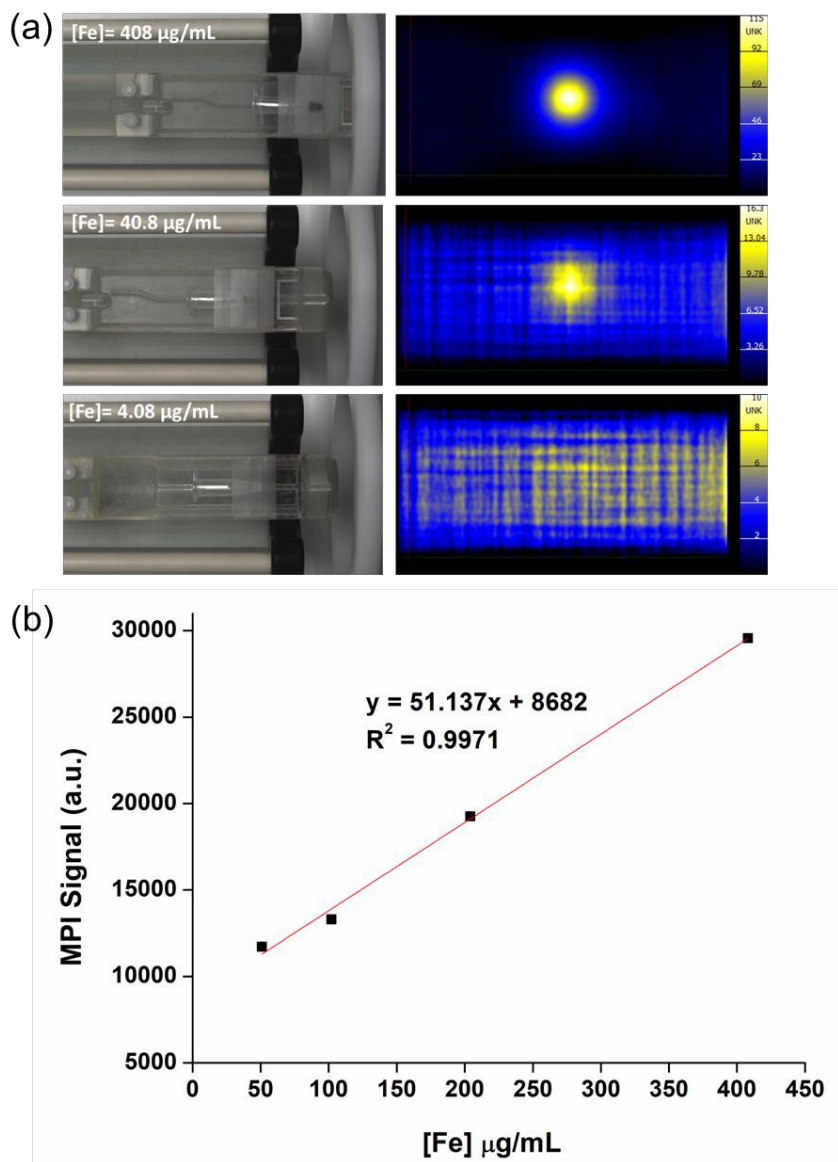 (a)
[Fe]= 408 µg/mL
115
UNK
92
69
46
23
[Fe]= 40.8 µg/mL
16.3
UNK
13.04
9.78
6.52
3.26
[Fe]= 4.08 µg/mL
10
UNK
8
6
4
2
(b)
30000
25000
20000
15000
10000
5000
MPI Signal (a.u.)
y = 51.137x + 8682
R² = 0.9971
0 50 100 150 200 250 300 350 400 450
[Fe] µg/mL